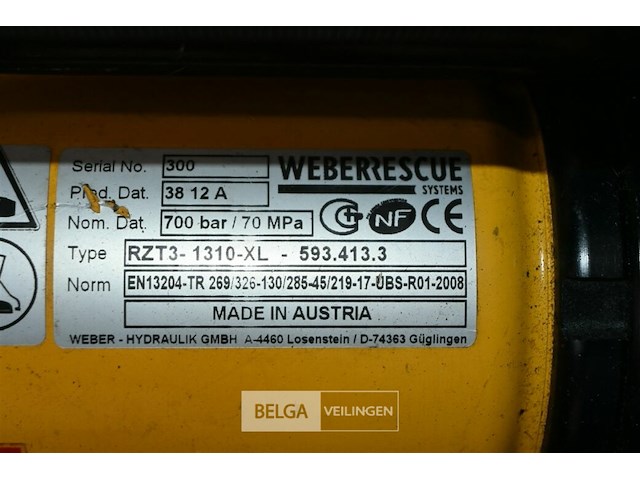 Serial No. 300
WEBERRESCUE
SYSTEMS
Prod. Dat. 38 12 A
Nom. Dat. 700 bar / 70 MPa
NF CE
Type RZT3- 1310-XL - 593.413.3
Norm EN13204-TR 269/326-130/285-45/219-17-UBS-R01-2008
MADE IN AUSTRIA
WEBER - HYDRAULIK GMBH A-4460 Losenstein / D-74363 Güglingen
BELGA VEILINGEN